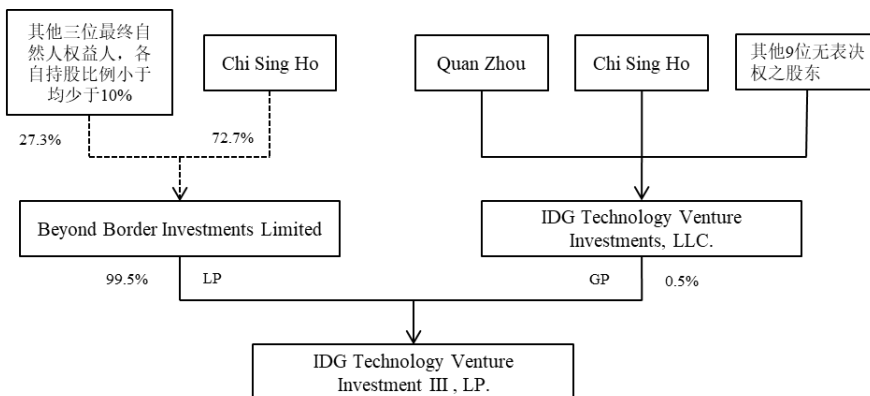 其他三位最终自
然人权益人，各
自持股比例小于
均少于10%
Chi Sing Ho
Quan Zhou
Chi Sing Ho
其他9位无表决
权之股东
27.3%
72.7%
Beyond Border Investments Limited
IDG Technology Venture
Investments, LLC.
99.5%
LP
GP
0.5%
IDG Technology Venture
Investment III , LP.